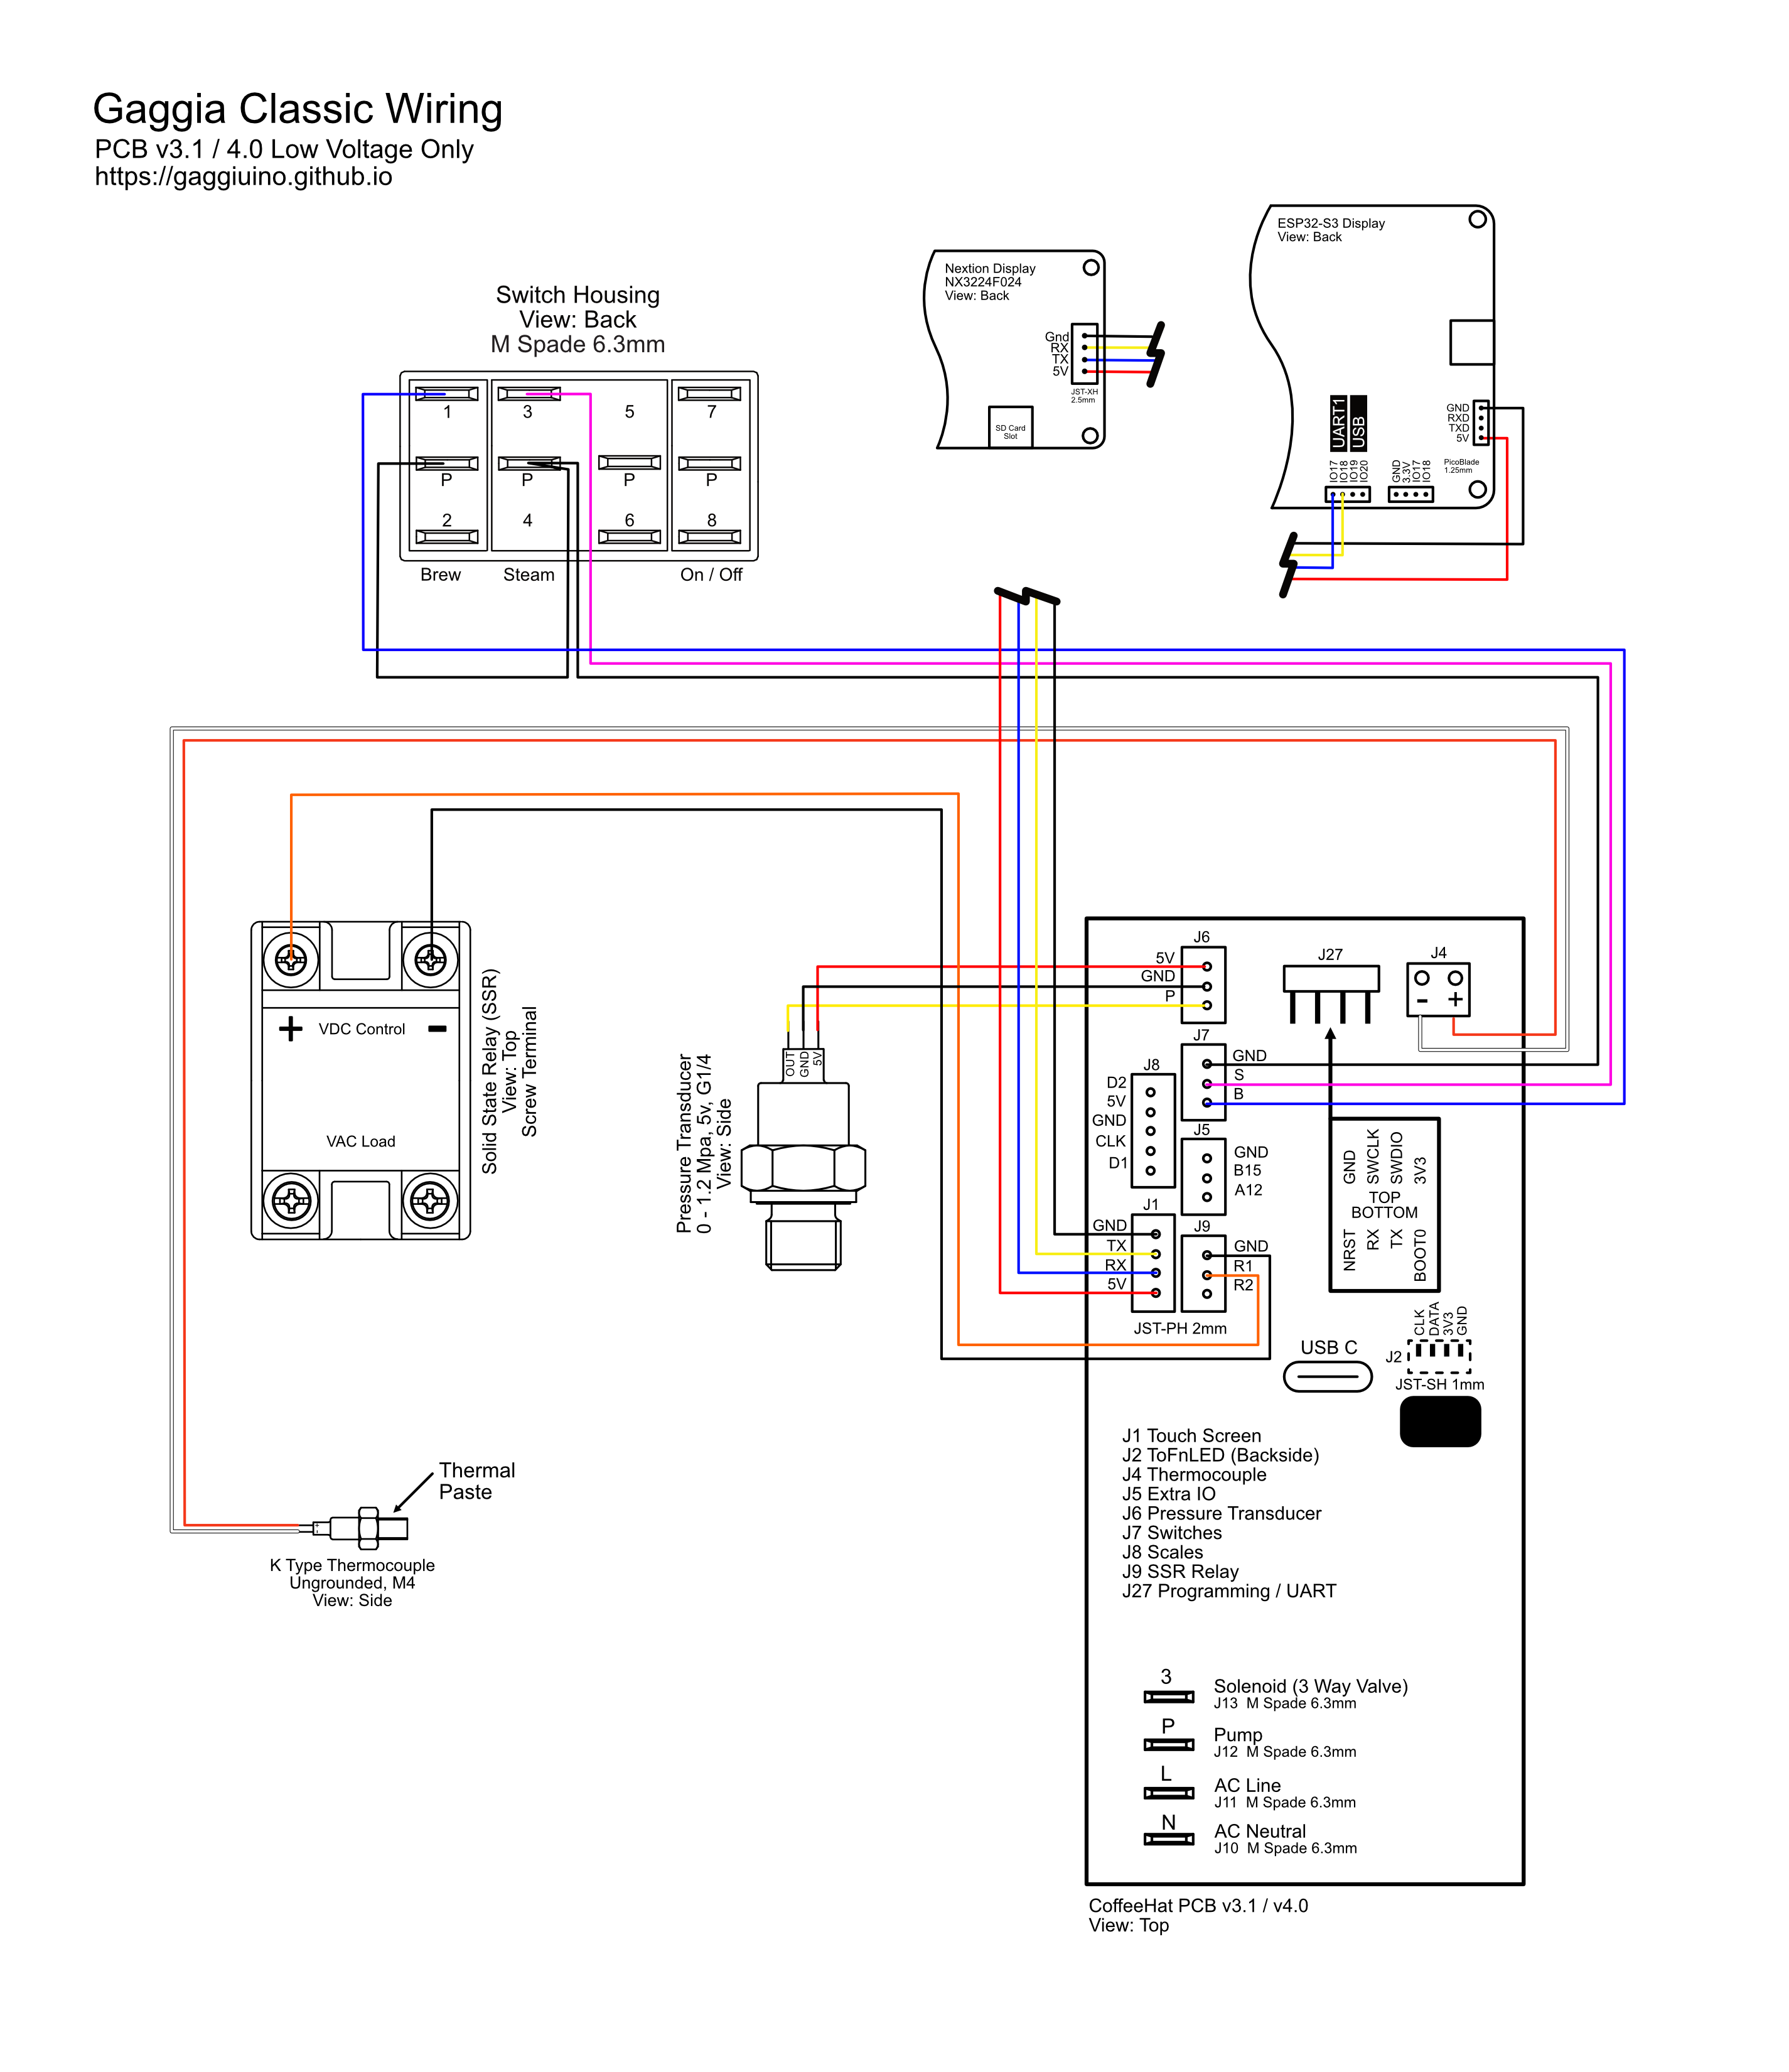 Gaggia Classic Wiring
PCB v3.1 / 4.0 Low Voltage Only
https://gaggiuino.github.io
Switch Housing
View: Back
M Spade 6.3mm
1
3
5
7
P
P
P
P
2
4
6
8
Brew
Steam
On / Off
Nextion Display
NX3224F024
View: Back
Gnd
RX
TX
5V
JST-XH
2.5mm
SD Card
Slot
ESP32-S3 Display
View: Back
UART1
USB
IO17
IO18
IO19
IO20
GND
3.3V
IO17
IO18
GND
RXD
TXD
5V
PicoBlade
1.25mm
+
VDC Control
-
VAC Load
Solid State Relay (SSR)
View: Top
Screw Terminal
OUT
GND
5V
Pressure Transducer
0 - 1.2 Mpa, 5v, G1/4
View: Side
Thermal
Paste
K Type Thermocouple
Ungrounded, M4
View: Side
J6
5V
GND
P
J27
J4
-
+
J7
GND
S
B
J8
D2
5V
GND
CLK
D1
J5
GND
B15
A12
J1
GND
TX
RX
5V
J9
GND
R1
R2
JST-PH 2mm
GND
SWCLK
SWDIO
3V3
TOP
BOTTOM
NRST
RX
TX
BOOT0
USB C
CLK
DATA
3V3
GND
J2
JST-SH 1mm
J1 Touch Screen
J2 ToFnLED (Backside)
J4 Thermocouple
J5 Extra IO
J6 Pressure Transducer
J7 Switches
J8 Scales
J9 SSR Relay
J27 Programming / UART
3
Solenoid (3 Way Valve)
J13 M Spade 6.3mm
P
Pump
J12 M Spade 6.3mm
L
AC Line
J11 M Spade 6.3mm
N
AC Neutral
J10 M Spade 6.3mm
CoffeeHat PCB v3.1 / v4.0
View: Top